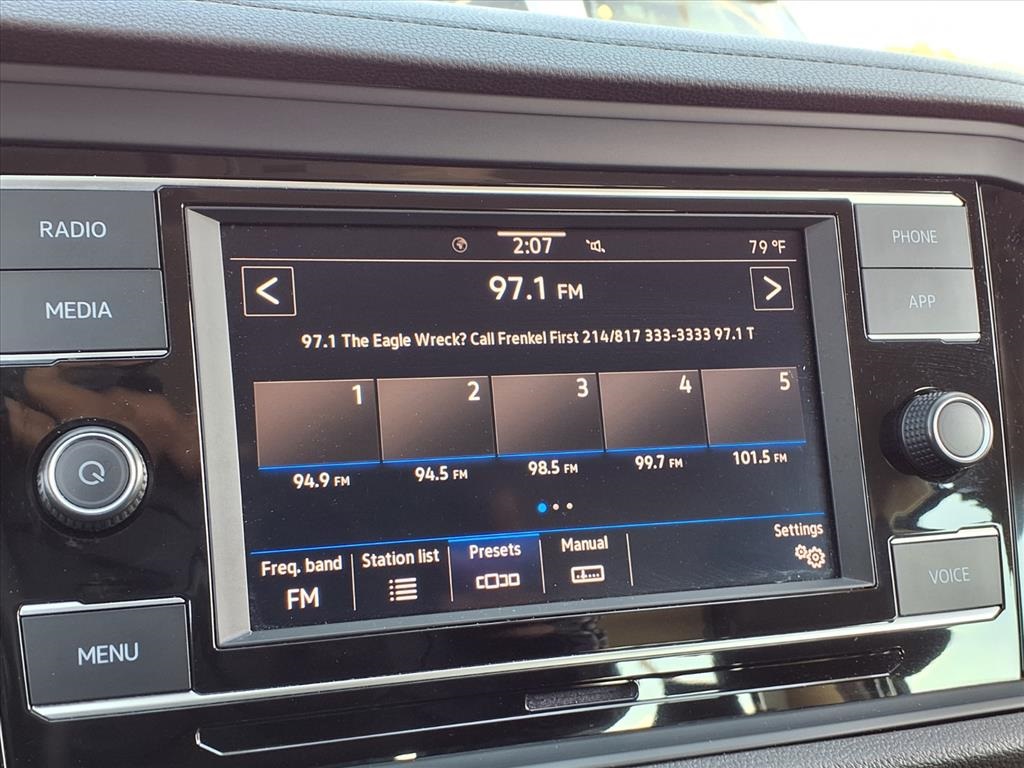 RADIO
MEDIA
MENU
2:07
79 °F
<
97.1 FM
>
97.1 The Eagle Wreck? Call Frenkel First 214/817 333-3333 97.1 T
1 2 3 4 5
94.9 FM 94.5 FM 98.5 FM 99.7 FM 101.5 FM
Freq. band Station list Presets Manual Settings
FM
PHONE
APP
VOICE